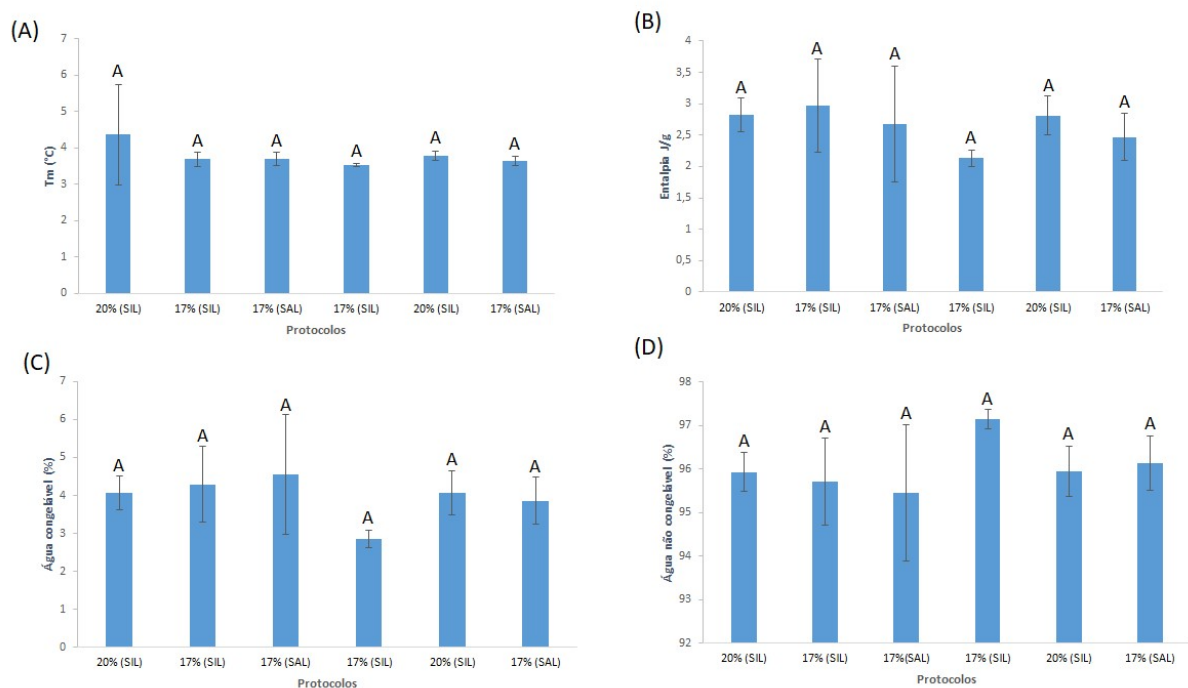 (A)
7
6
5
4
3
2
1
0
Tm (°C)
A
A
A
A
A
A
20% (SIL) 17% (SIL) 17% (SAL) 17% (SIL) 20% (SIL) 17% (SAL)
Protocolos
(B)
4
3,5
3
2,5
2
1,5
1
0,5
0
Entalpia J/g
A
A
A
A
A
A
20% (SIL) 17% (SIL) 17% (SAL) 17% (SIL) 20% (SIL) 17% (SAL)
Protocolos
(C)
7
6
5
4
3
2
1
0
Água congelável (%)
A
A
A
A
A
A
20% (SIL) 17% (SIL) 17% (SAL) 17% (SIL) 20% (SIL) 17% (SAL)
Protocolos
(D)
98
97
96
95
94
93
92
Água não congelável (%)
A
A
A
A
A
A
20% (SIL) 17% (SIL) 17%(SAL) 17% (SIL) 20% (SIL) 17% (SAL)
Protocolos